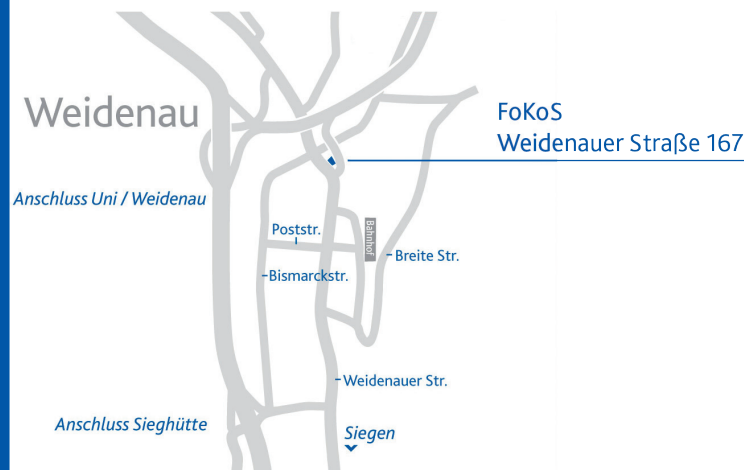 Weidenau
FoKoS
Weidenauer Straße 167
Anschluss Uni / Weidenau
Poststr.
Bahnhof
Breite Str.
Bismarckstr.
Weidenauer Str.
Anschluss Sieghütte
Siegen